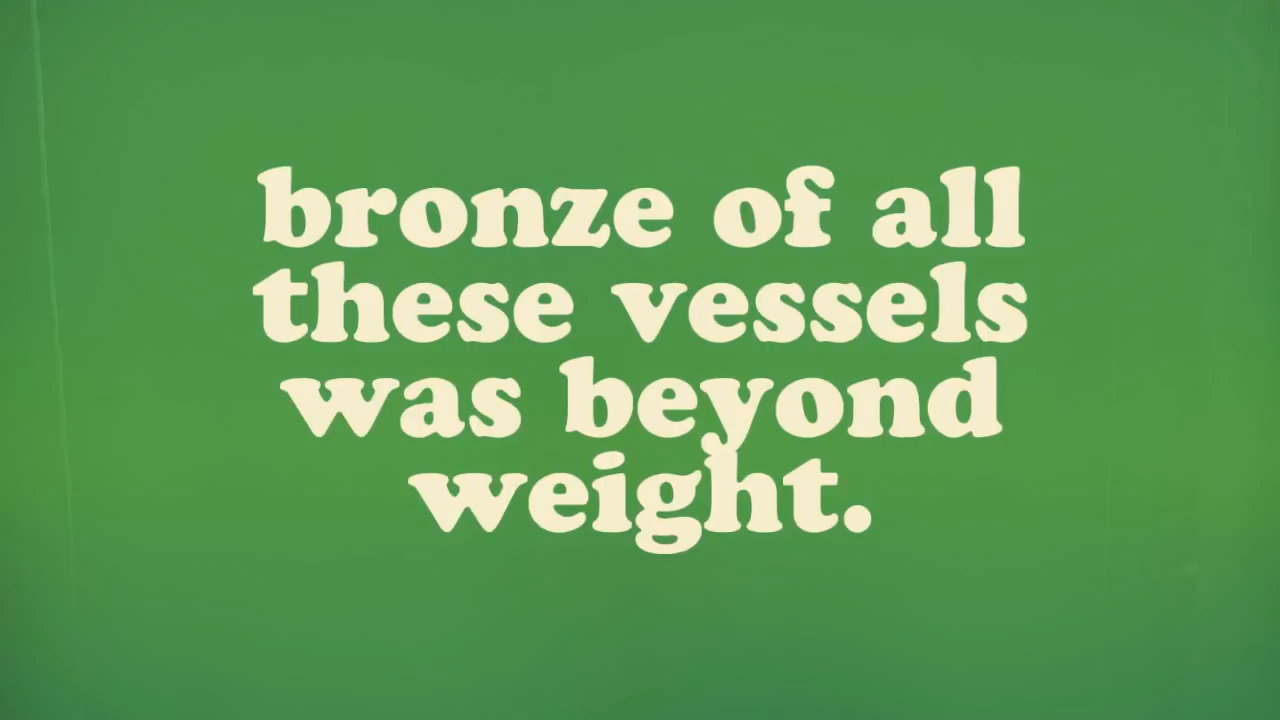 bronze of all
these vessels
was beyond
weight.